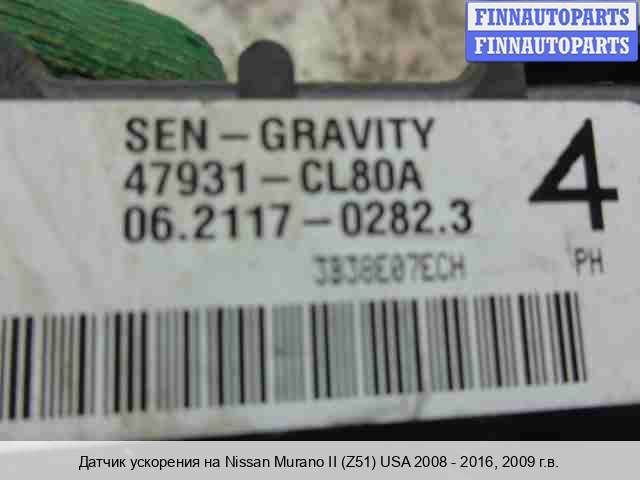 FINNAUTOPARTS
FINNAUTOPARTS
SEN-GRAVITY
47931-CL80A
06.2117-0282.3
4
3B38E07ECH
PH
Датчик ускорения на Nissan Murano II (Z51) USA 2008 - 2016, 2009 г.в.